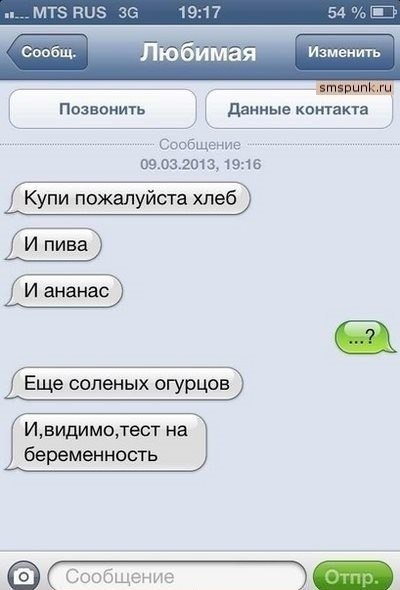 MTS RUS 3G 19:17 54 %
Сообщ. Любимая Изменить
smspunk.ru
Позвонить Данные контакта
Сообщение
09.03.2013, 19:16
Купи пожалуйста хлеб
И пива
И ананас
...?
Еще соленых огурцов
И,видимо,тест на
беременность
Сообщение Отпр.